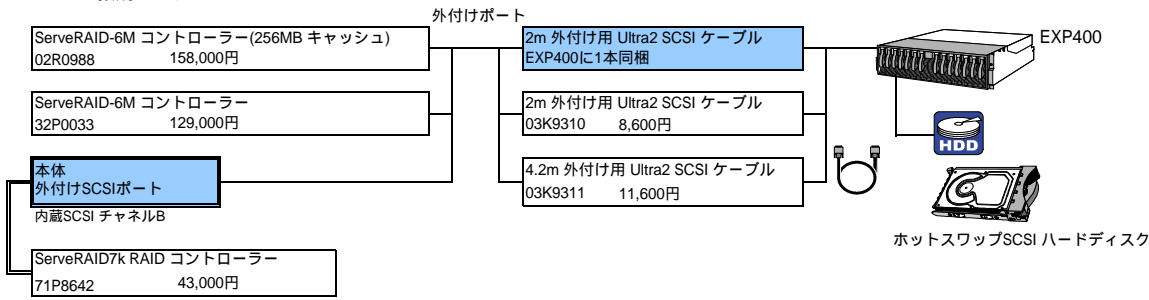 外付けポート
ServeRAID-6M コントローラー(256MB キャッシュ)
02R0988 158,000円
2m 外付け用 Ultra2 SCSI ケーブル
EXP400に1本同梱
EXP400
ServeRAID-6M コントローラー
32P0033 129,000円
2m 外付け用 Ultra2 SCSI ケーブル
03K9310 8,600円
HDD
本体
外付けSCSIポート
4.2m 外付け用 Ultra2 SCSI ケーブル
03K9311 11,600円
内蔵SCSI チャネルB
ホットスワップSCSI ハードディスク
ServeRAID7k RAID コントローラー
71P8642 43,000円